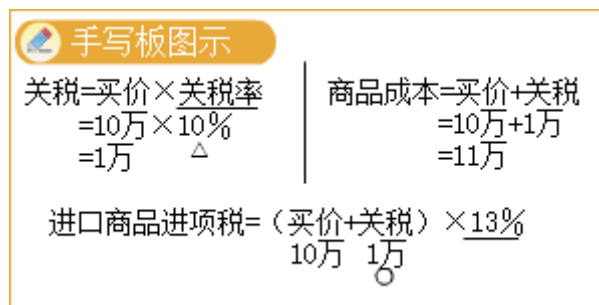 手写板图示
关税=买价×关税率
=10万×10%
=1万
商品成本=买价+关税
=10万+1万
=11万
进口商品进项税=（买价+关税）×13%
10万 1万